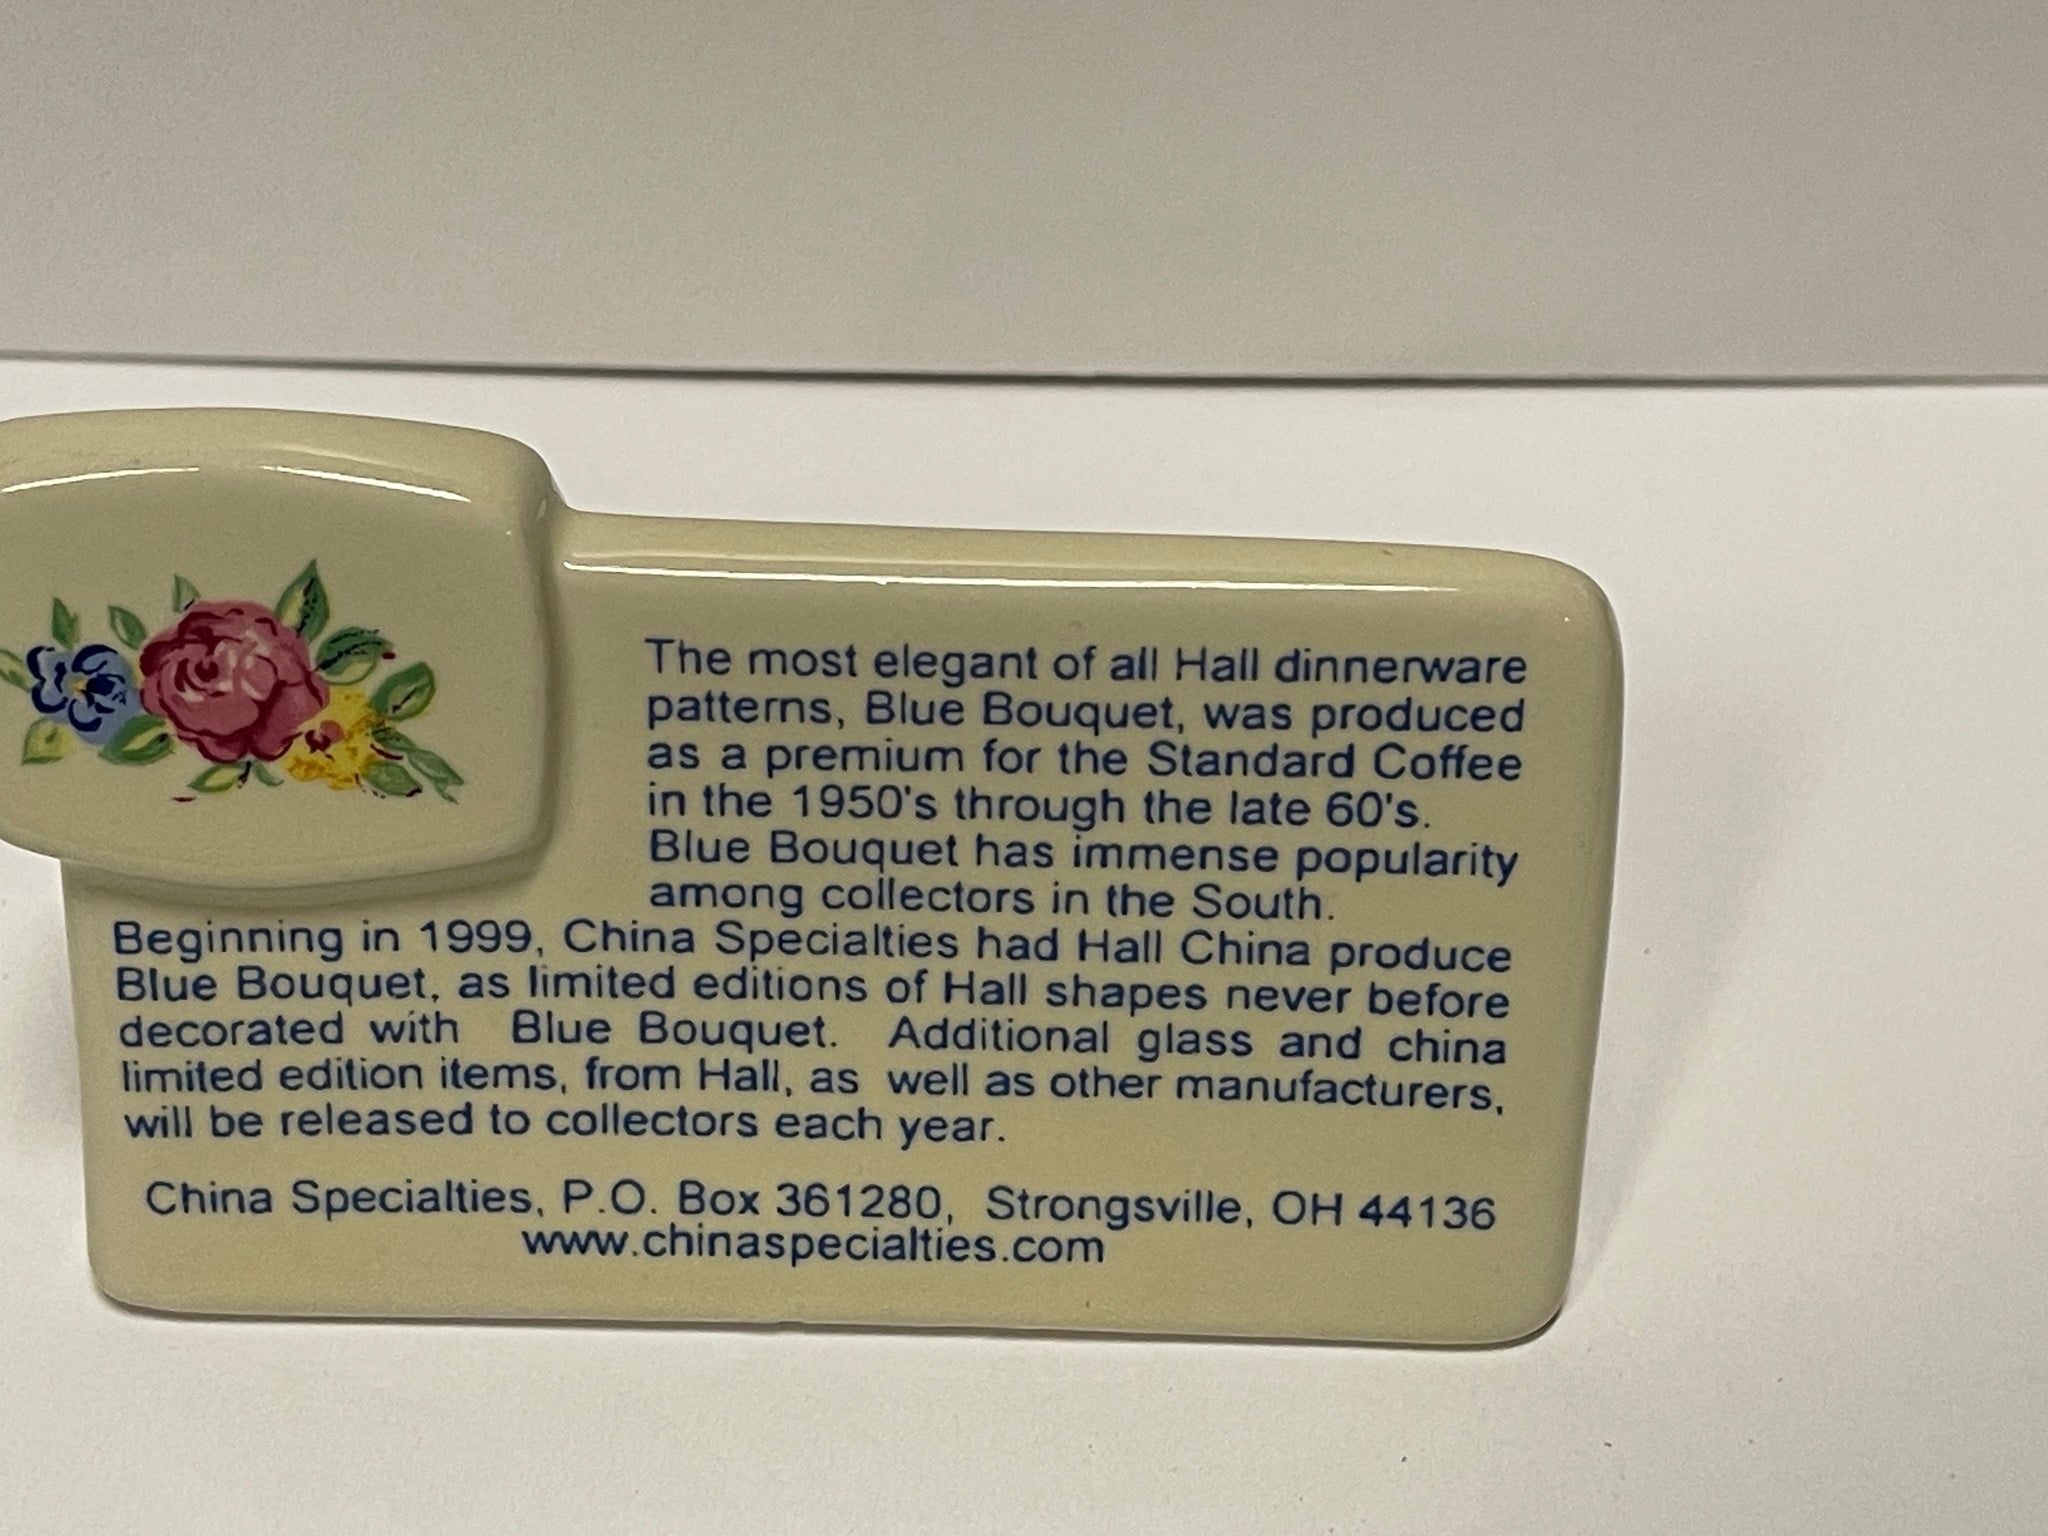 The most elegant of all Hall dinnerware
patterns, Blue Bouquet, was produced
as a premium for the Standard Coffee
in the 1950's through the late 60's.
Blue Bouquet has immense popularity
among collectors in the South.
Beginning in 1999, China Specialties had Hall China produce
Blue Bouquet, as limited editions of Hall shapes never before
decorated with Blue Bouquet. Additional glass and china
limited edition items, from Hall, as well as other manufacturers,
will be released to collectors each year.
China Specialties, P.O. Box 361280, Strongsville, OH 44136
www.chinaspecialties.com